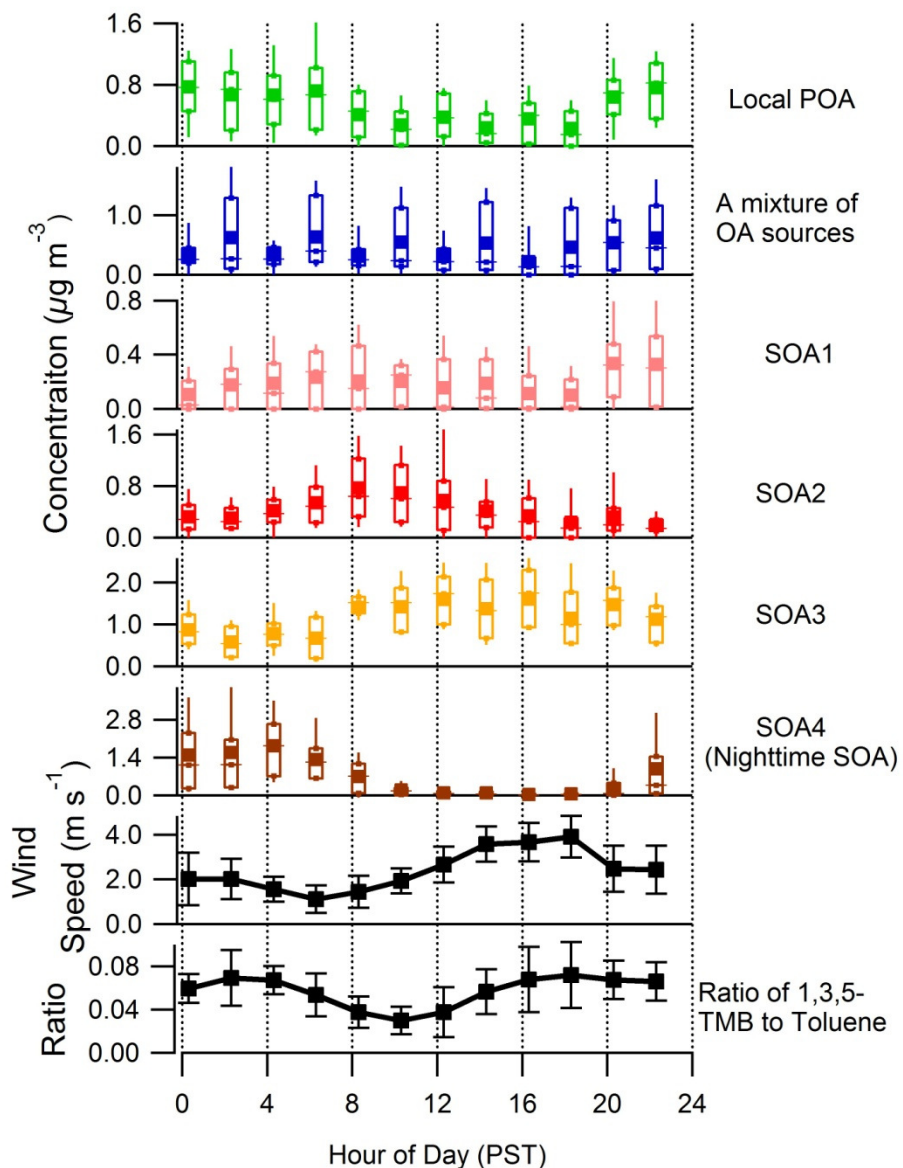 1.6
0.8
0.0
Local POA
1.0
0.0
A mixture of
OA sources
0.8
0.4
0.0
SOA1
1.6
0.8
0.0
SOA2
2.0
1.0
0.0
SOA3
2.8
1.4
0.0
SOA4
(Nighttime SOA)
Concentraiton (µg m⁻³)
4.0
2.0
0.0
Wind
Speed (m s⁻¹)
0.08
0.04
0.00
Ratio
Ratio of 1,3,5-
TMB to Toluene
0 4 8 12 16 20 24
Hour of Day (PST)